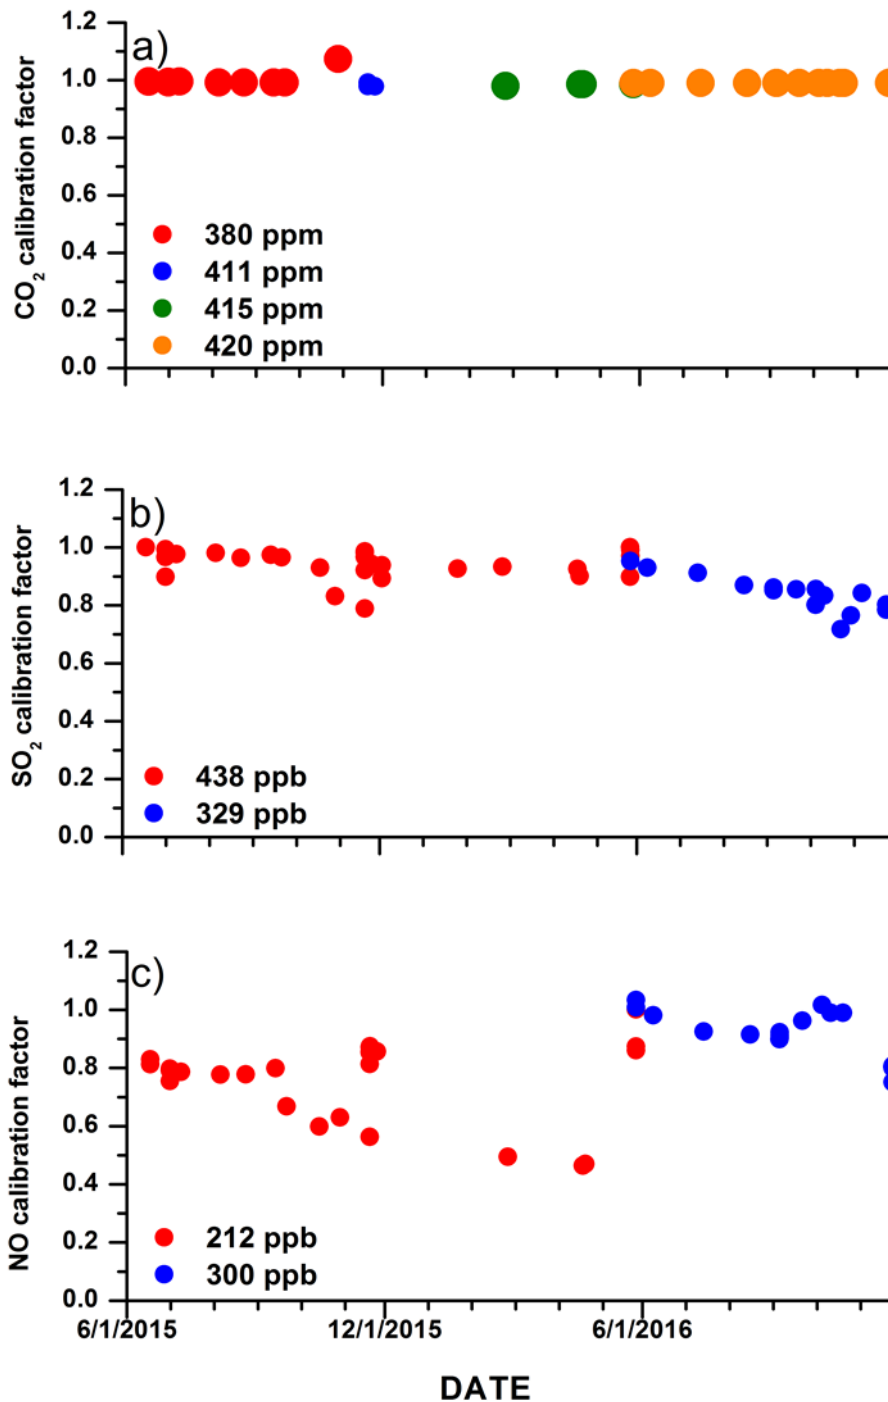 a)
CO2 calibration factor
1.2
1.0
0.8
0.6
0.4
0.2
0.0
380 ppm
411 ppm
415 ppm
420 ppm
b)
SO2 calibration factor
1.2
1.0
0.8
0.6
0.4
0.2
0.0
438 ppb
329 ppb
c)
NO calibration factor
1.2
1.0
0.8
0.6
0.4
0.2
0.0
212 ppb
300 ppb
6/1/2015 12/1/2015 6/1/2016
DATE